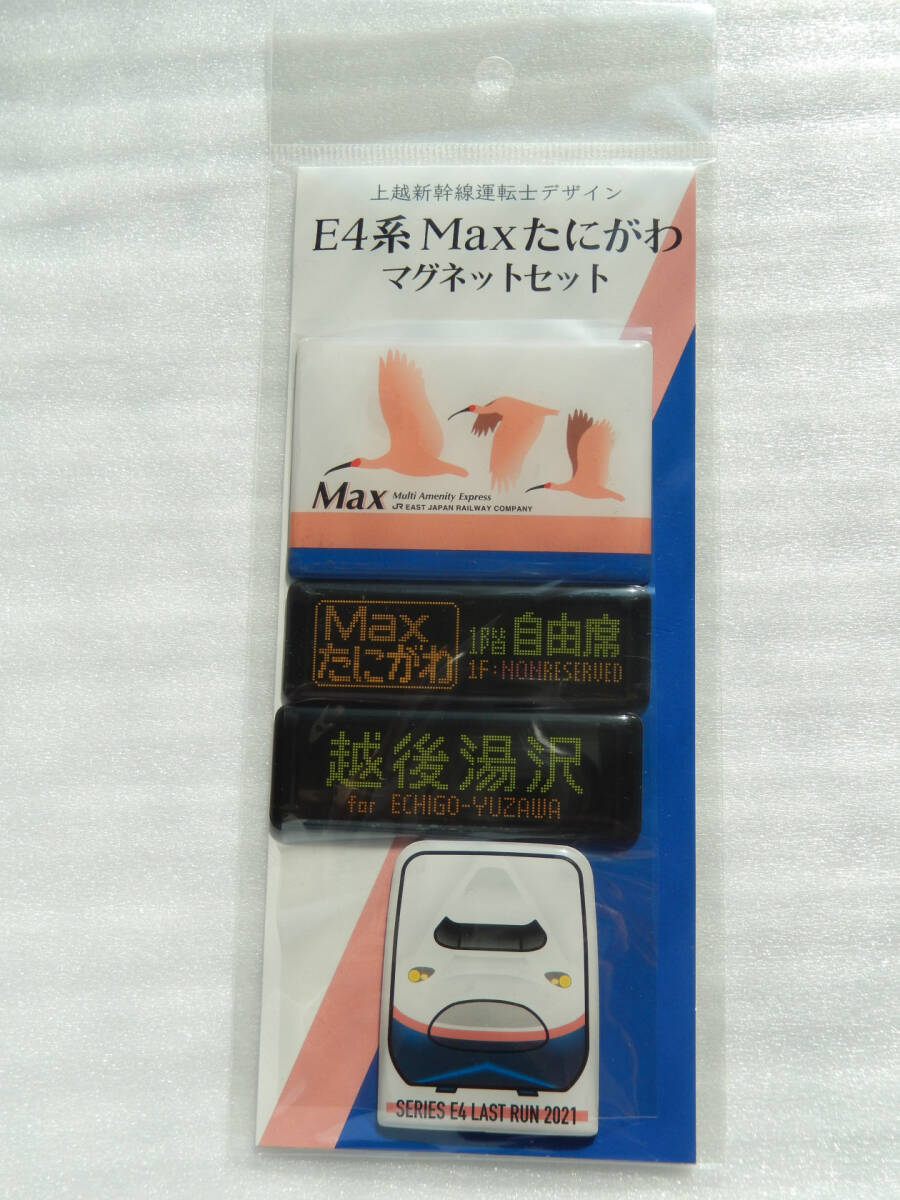 上越新幹線運転士デザイン
E4系 Maxたにがわ
マグネットセット
Max Multi Amenity Express
JR EAST JAPAN RAILWAY COMPANY
Max
たにがわ
1階 自由席
1F:NONRESERVED
越後湯沢
for ECHIGO-YUZAWA
SERIES E4 LAST RUN 2021